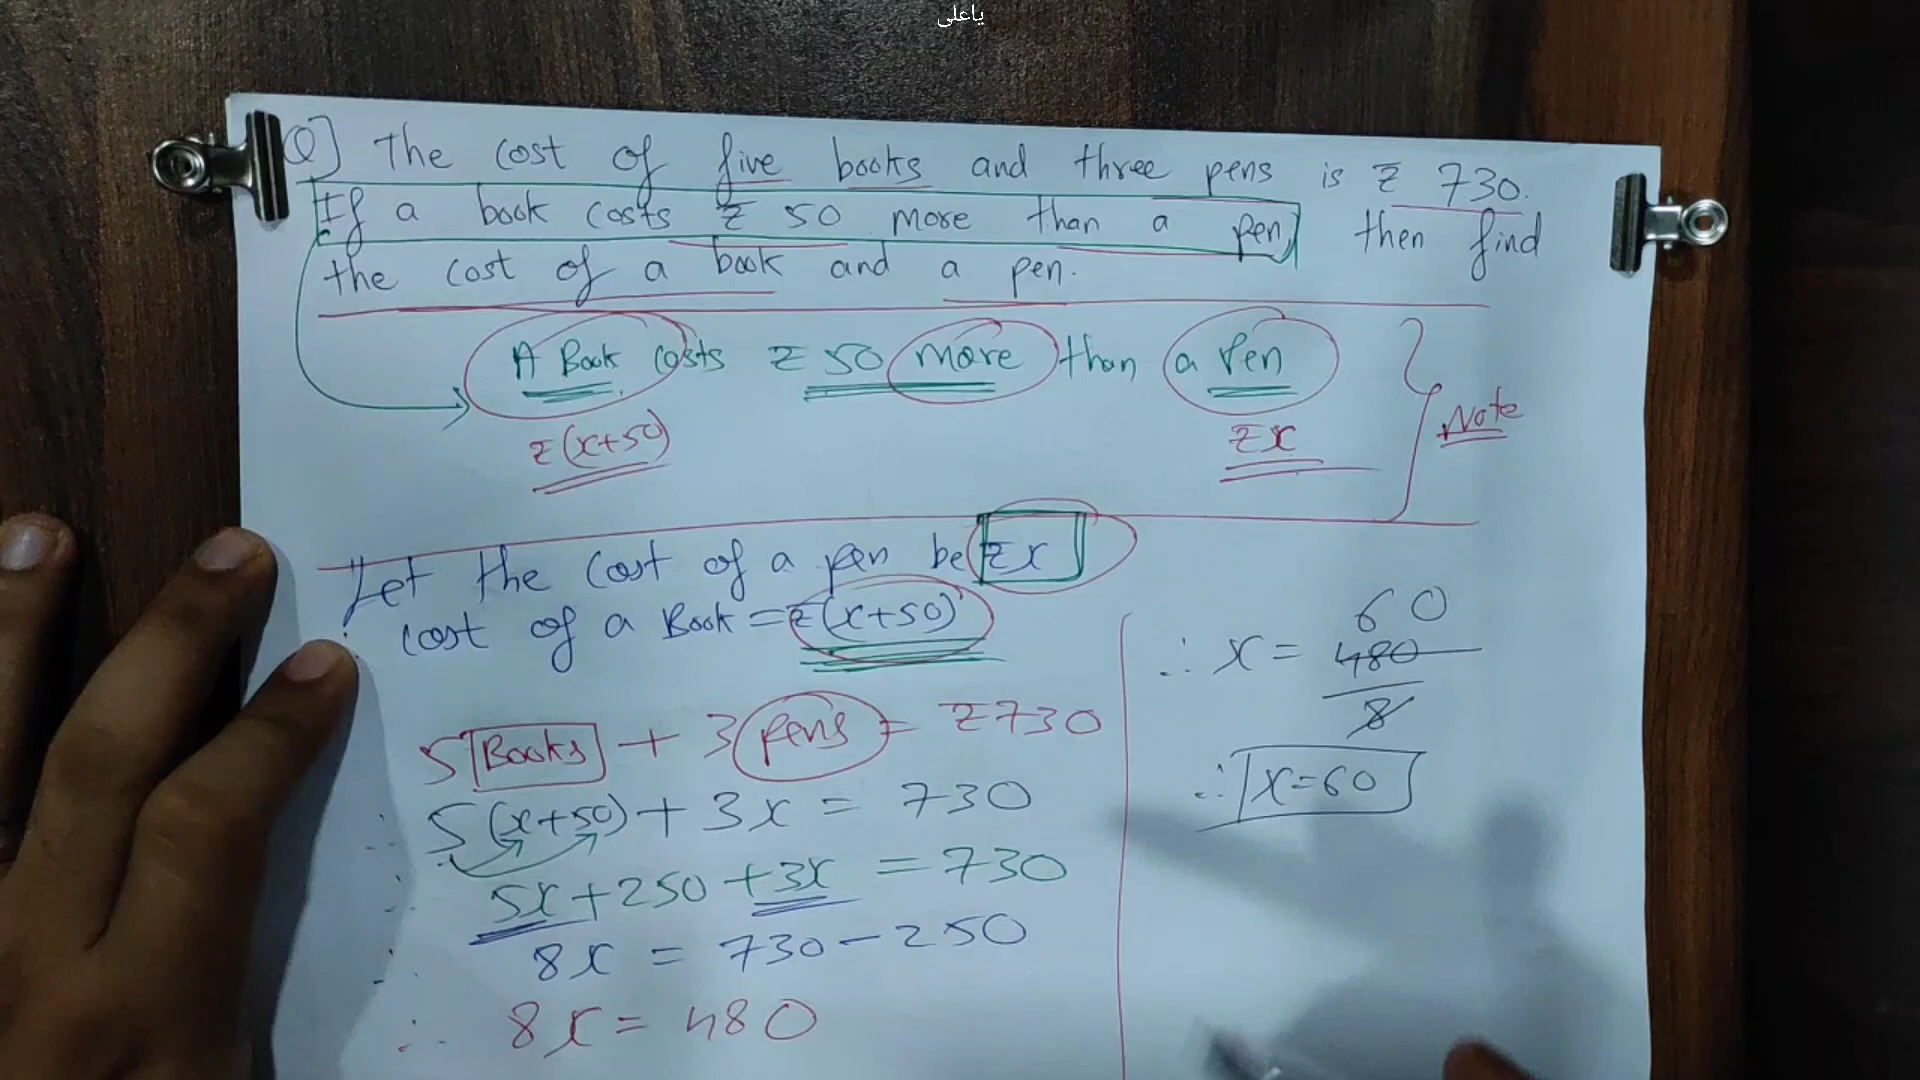 ياعلى
Q] The cost of five books and three pens is ₹ 730.
If a book costs ₹ 50 more than a pen, then find
the cost of a book and a pen.
A Book costs ₹ 50 more than a Pen
₹(x+50) ₹x
Note
Let the cost of a pen be ₹x
cost of a Book = ₹(x+50)
5 Books + 3 pens = ₹730
∴ 5(x+50) + 3x = 730
∴ 5x+250 +3x = 730
∴ 8x = 730 - 250
∴ 8x = 480
60
∴ x = 480
8
∴ x=60